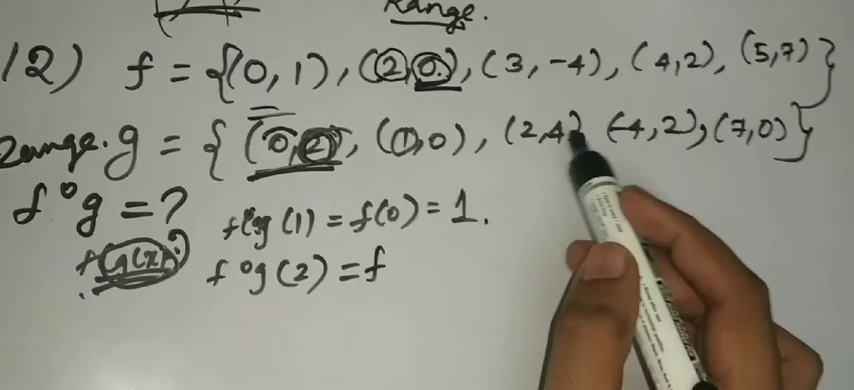 Range.
12) f = {(0, 1), (2, 0), (3, -4), (4, 2), (5, 7)}
Range. g = { (0, 2), (1, 0), (2, 4) (-4, 2), (7, 0)}
f o g = ? fog (1) = f(0) = 1.
f(g(x)) f o g (2) = f